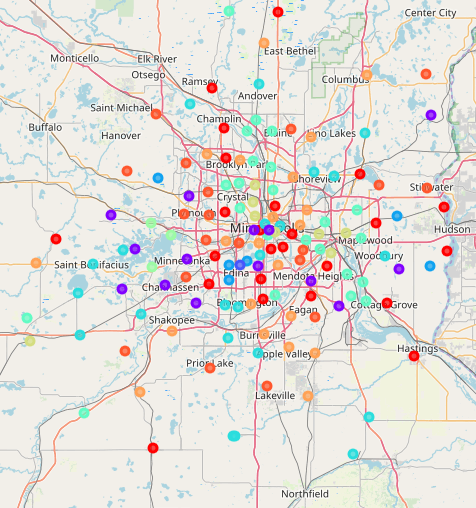 Center City
Monticello
Elk River
Otsego
East Bethel
Ramsey
Andover
Columbus
Saint Michael
Champlin
Blaine
Lino Lakes
Buffalo
Hanover
Brooklyn Park
Shoreview
Stillwater
Crystal
Plymouth
Hudson
Maplewood
Saint Bonifacius
Minnetonka
Woodbury
Edina
Mendota Heights
Chanhassen
Bloomington
Cottage Grove
Shakopee
Eagan
Burnsville
Hastings
Prior Lake
Apple Valley
Lakeville
Northfield